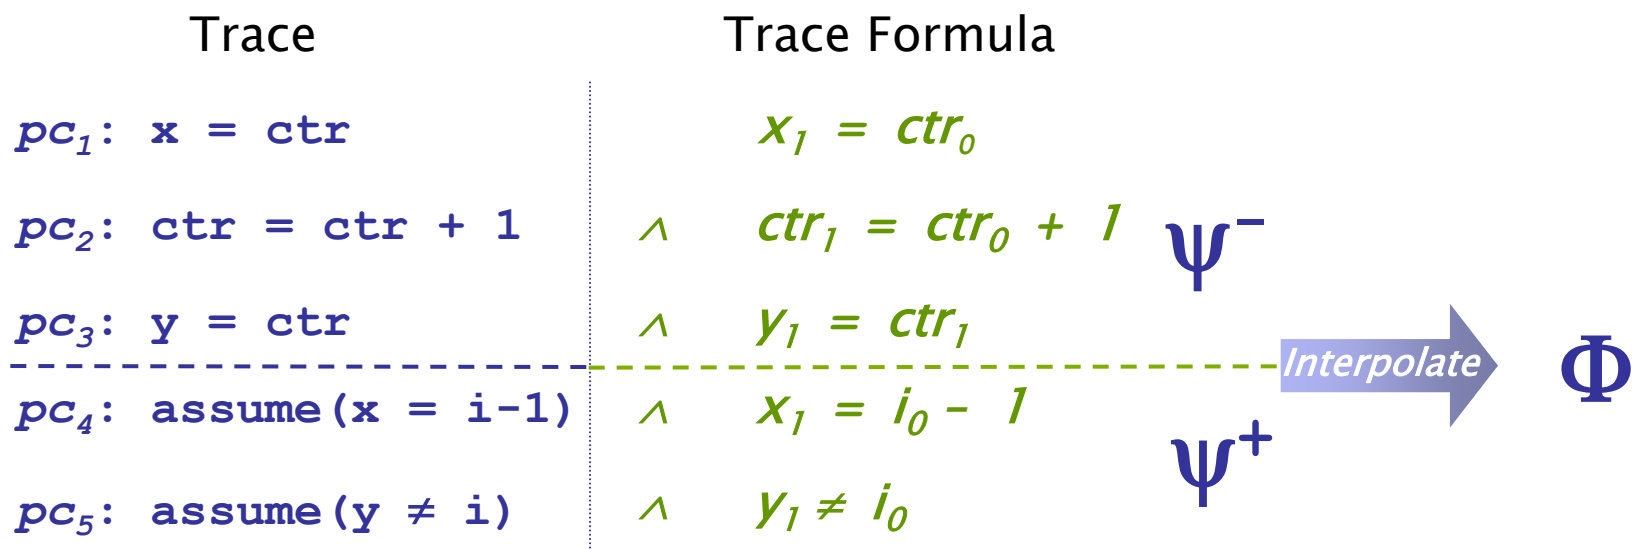 Trace Trace Formula
pc₁: x = ctr x₁ = ctr₀
pc₂: ctr = ctr + 1 ∧ ctr₁ = ctr₀ + 1 ψ⁻
pc₃: y = ctr ∧ y₁ = ctr₁
Interpolate Φ
pc₄: assume(x = i-1) ∧ x₁ = i₀ – 1 ψ⁺
pc₅: assume(y ≠ i) ∧ y₁ ≠ i₀